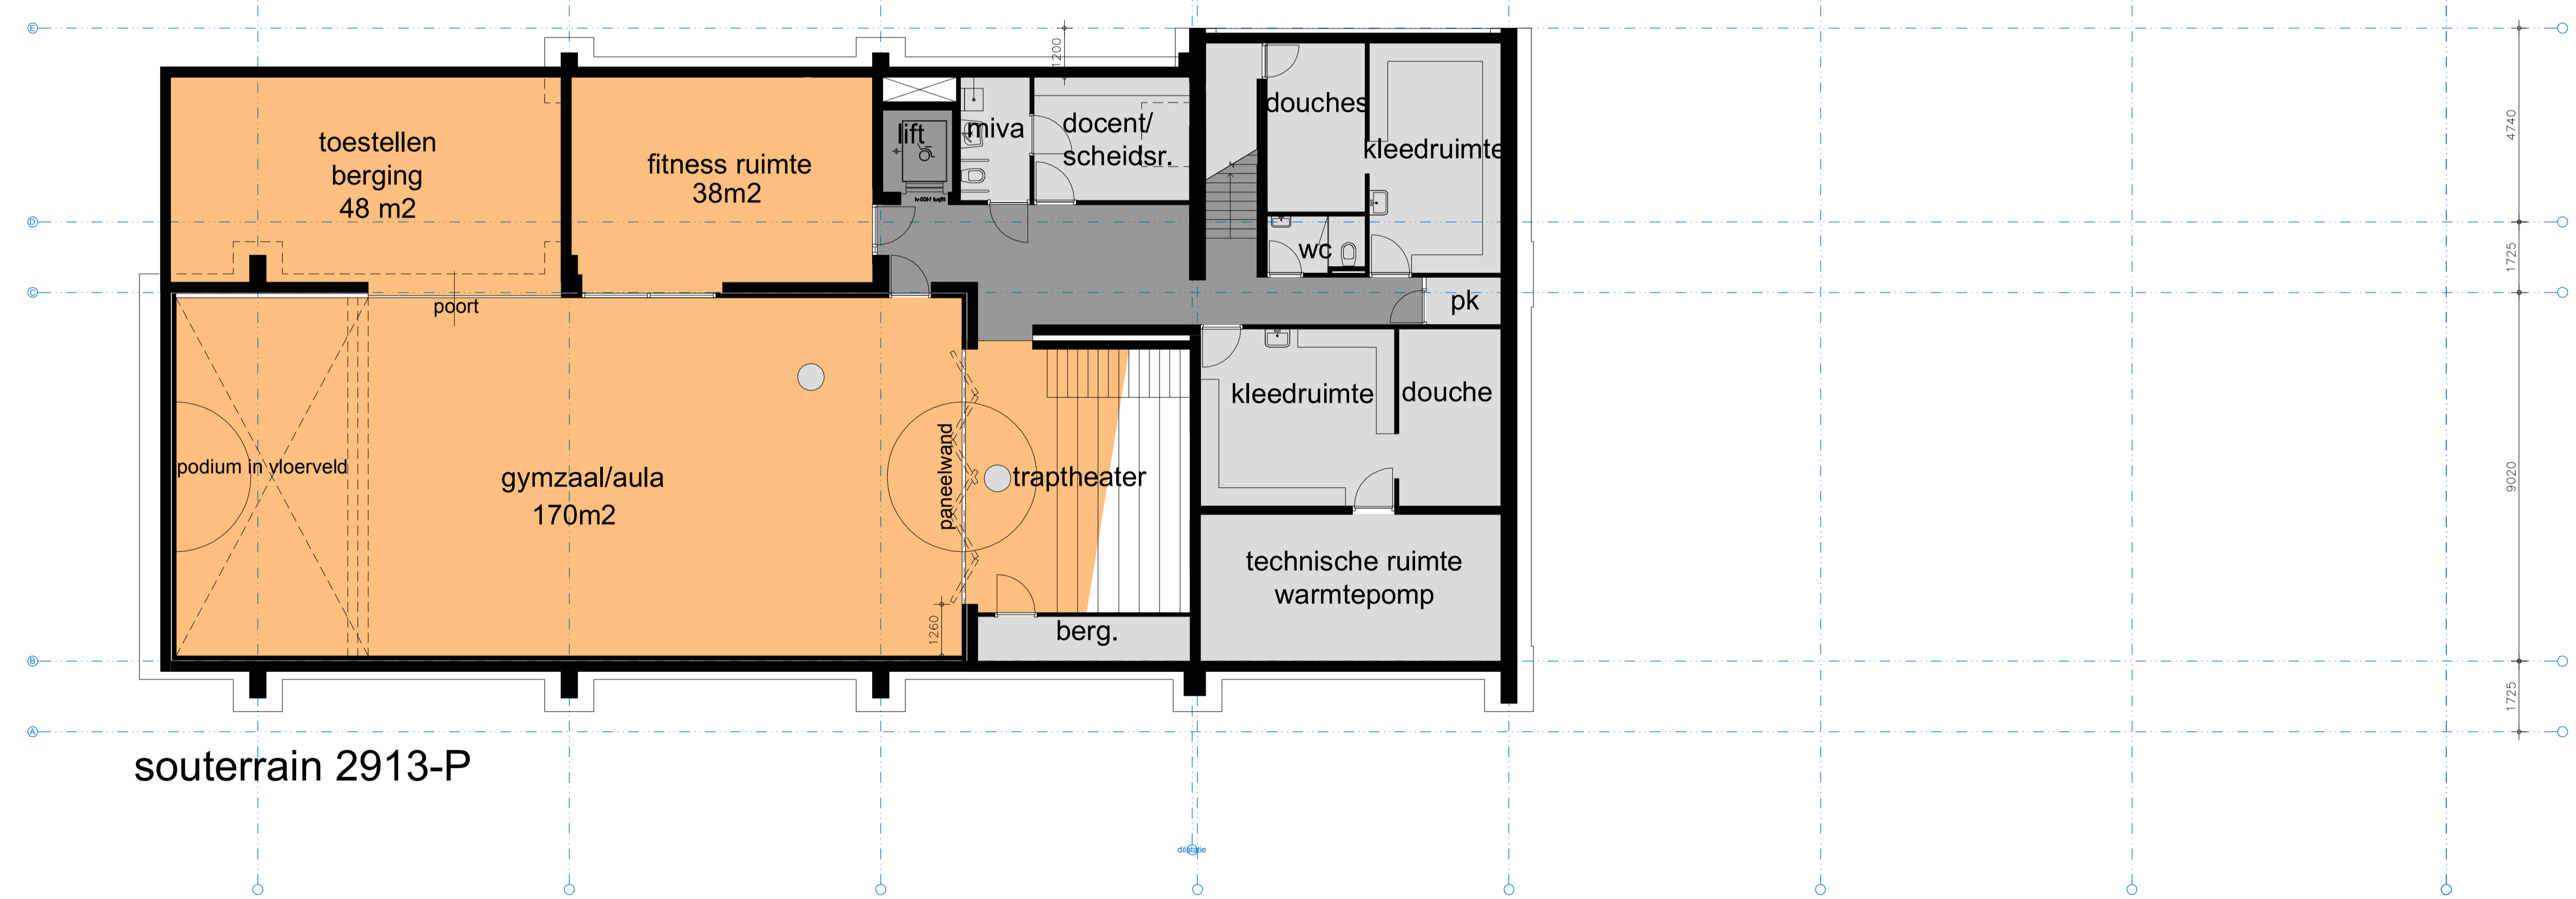 E
1200
douches
4740
toestellen
berging
48 m2
fitness ruimte
38m2
lift
miva
docent/
scheidsr.
kleedruimte
D
wc
1725
C
poort
pk
podium in vloerveld
gymzaal/aula
170m2
paneelwand
traptheater
kleedruimte
douche
9020
technische ruimte
warmtepomp
1260
berg.
B
1725
A
souterrain 2913-P
dilatatie